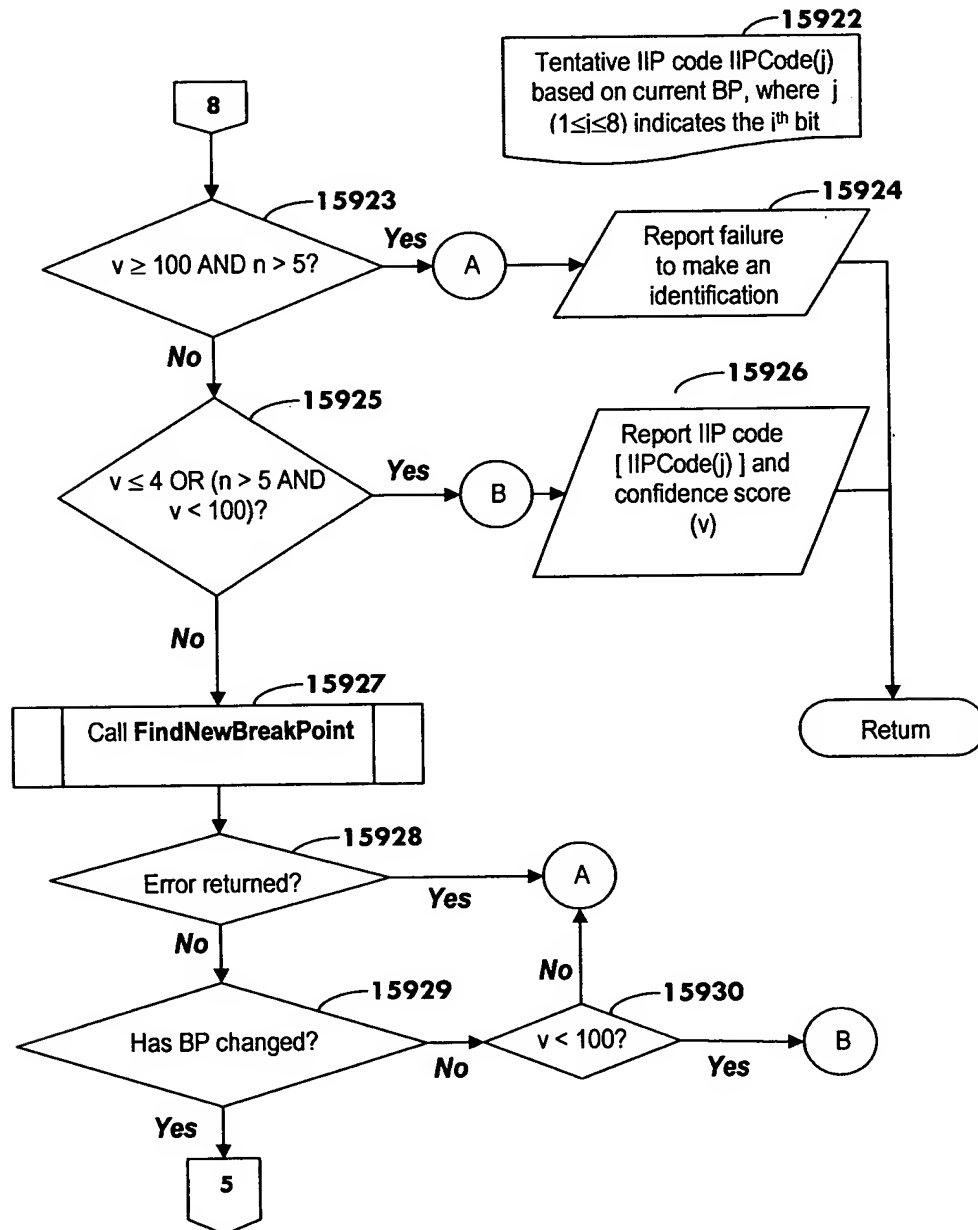 15922
Tentative IIP code IIPCode(j)
based on current BP, where j
(1≤j≤8) indicates the jth bit
8
15923
v ≥ 100 AND n > 5?
Yes
A
15924
Report failure
to make an
identification
No
15925
v ≤ 4 OR (n > 5 AND
v < 100)?
Yes
B
15926
Report IIP code
[ IIPCode(j) ] and
confidence score
(v)
No
15927
Call FindNewBreakPoint
Return
15928
Error returned?
Yes
A
No
15929
Has BP changed?
No
No
15930
v < 100?
Yes
B
Yes
5